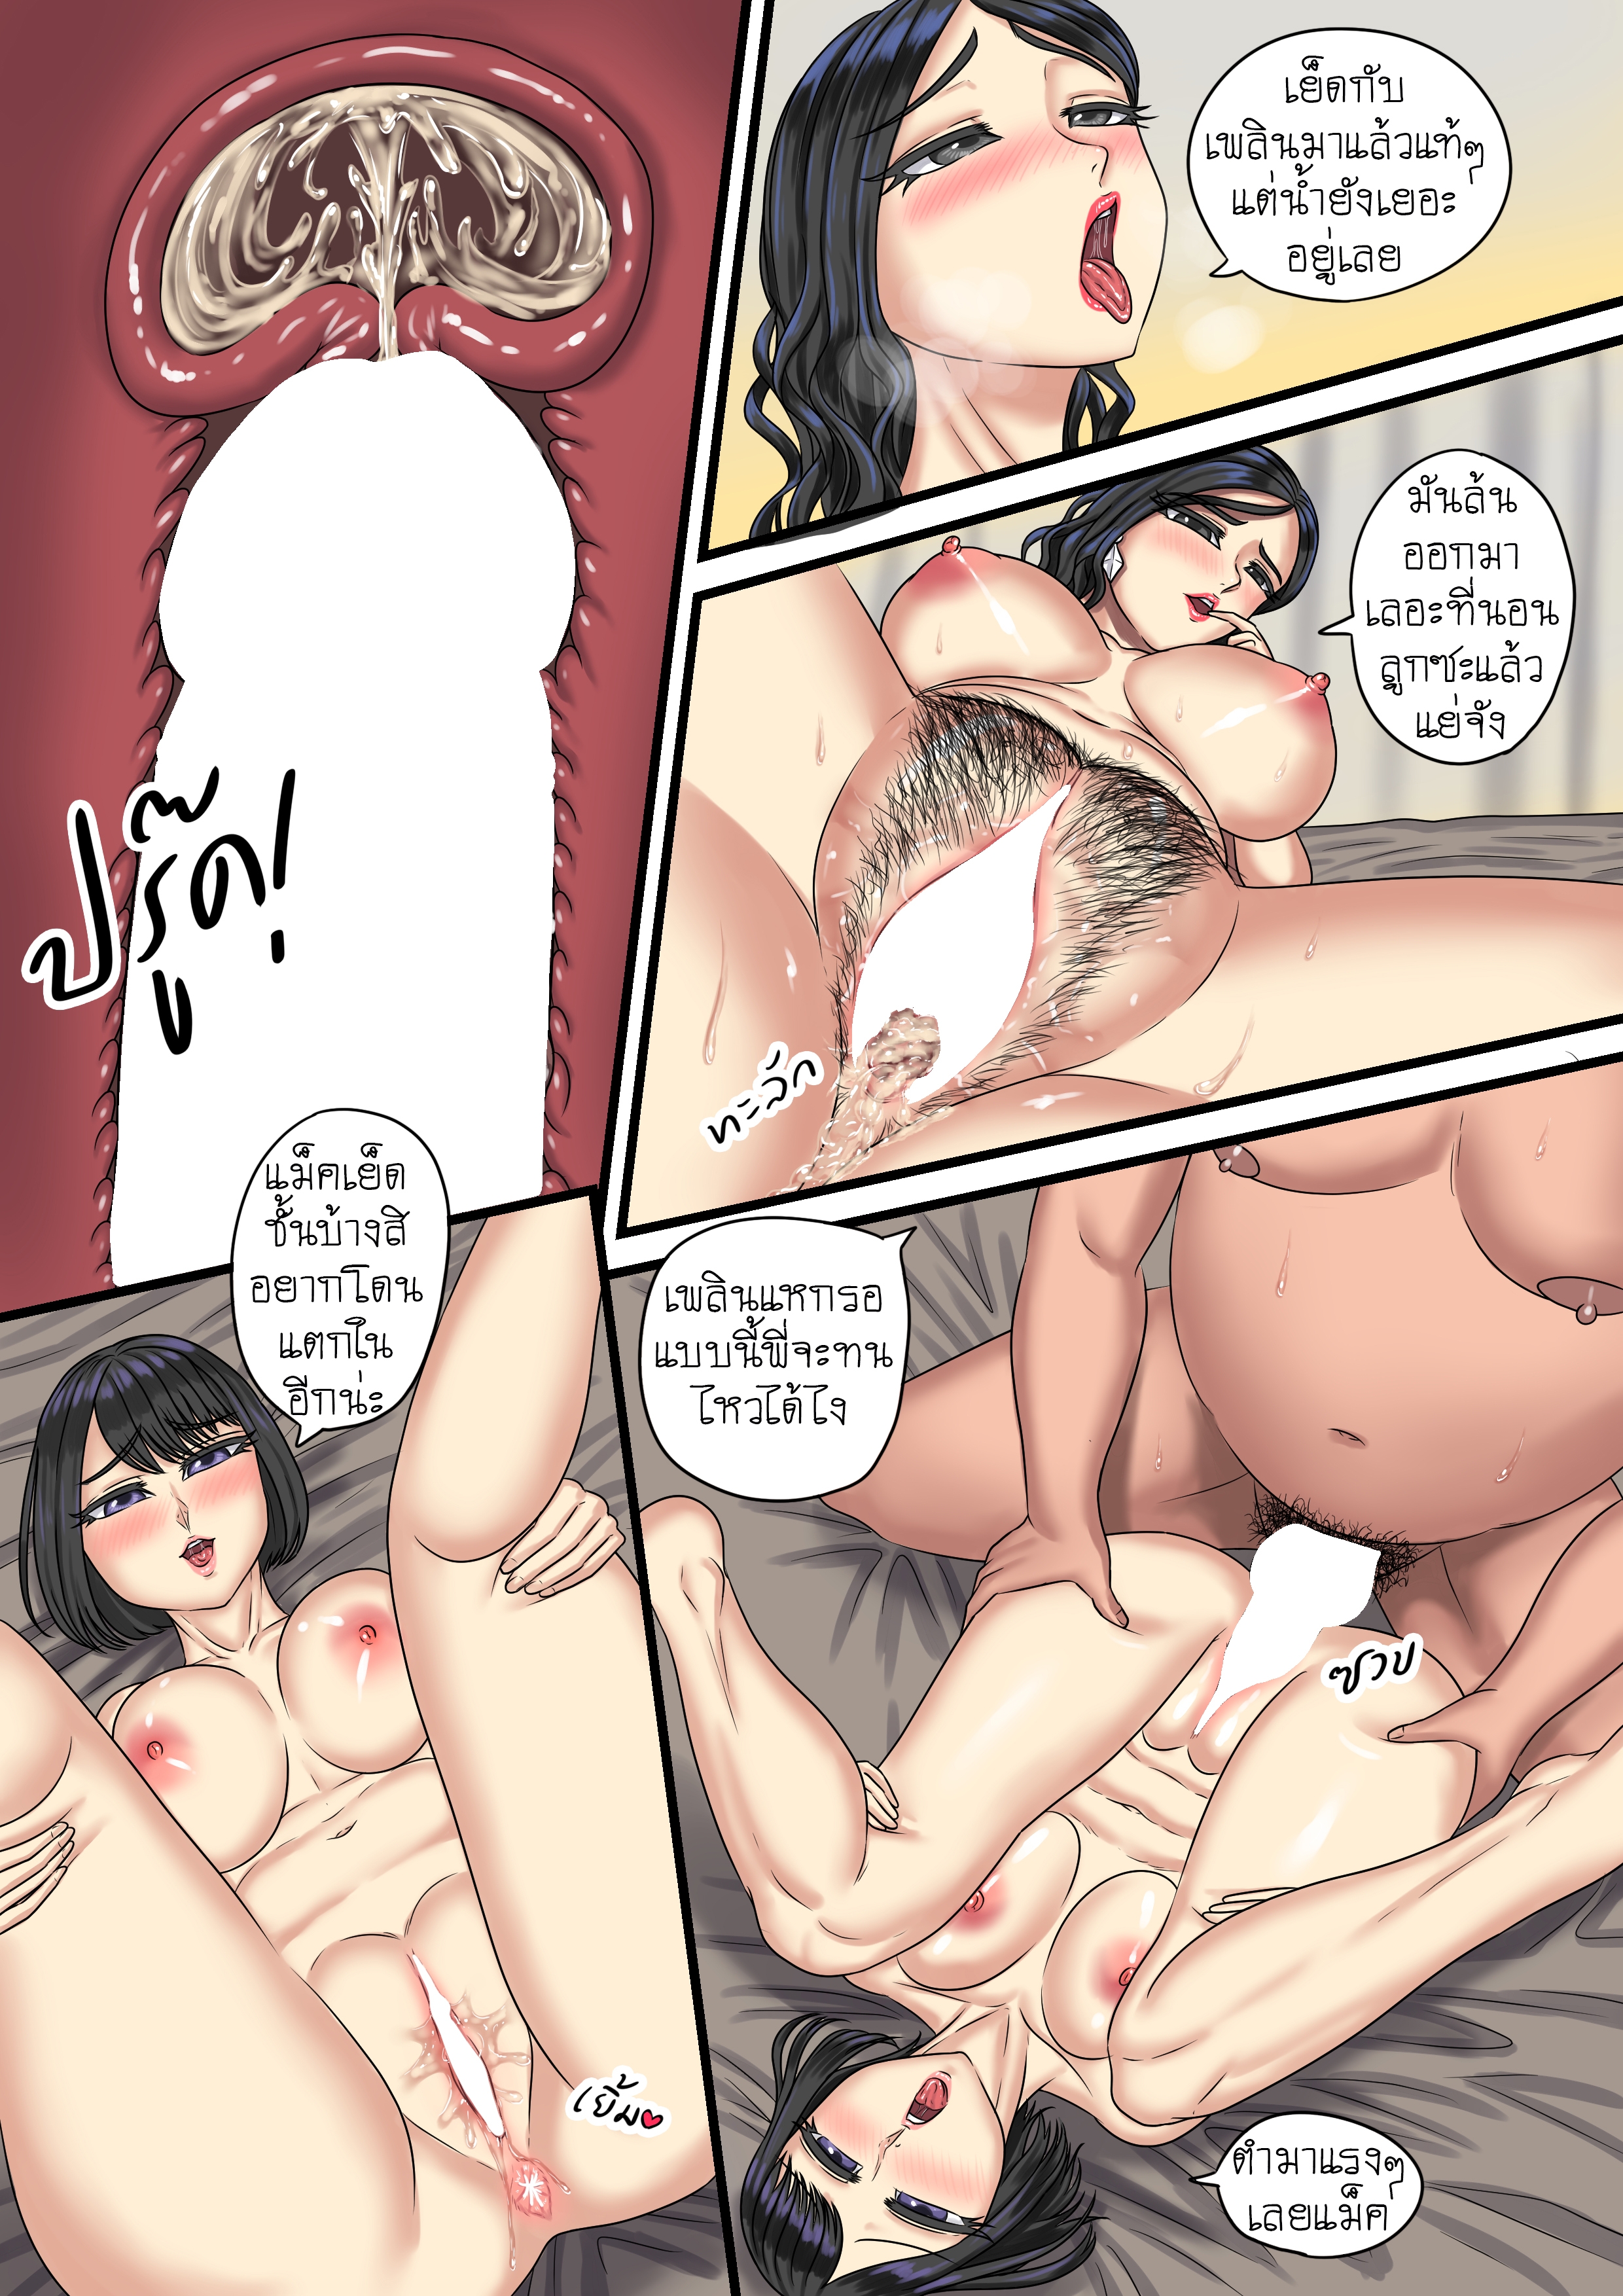 เย็ดกับ
เพลินมาแล้วแท้ๆ
แต่น้ำยังเยอะ
อยู่เลย
มันล้น
ออกมา
เลอะที่นอน
ลูกซะแล้ว
แย่จัง
ปรู๊ด!
ทะลัก
แม็คเย็ด
ชั้นบ้างสิ
อยากโดน
แตกใน
อีกน่ะ
เยิ้ม
เพลินแหกรอ
แบบนี้พี่จะทน
ไหวได้ไง
ซวบ
ตำมาแรงๆ
เลยแม็ค